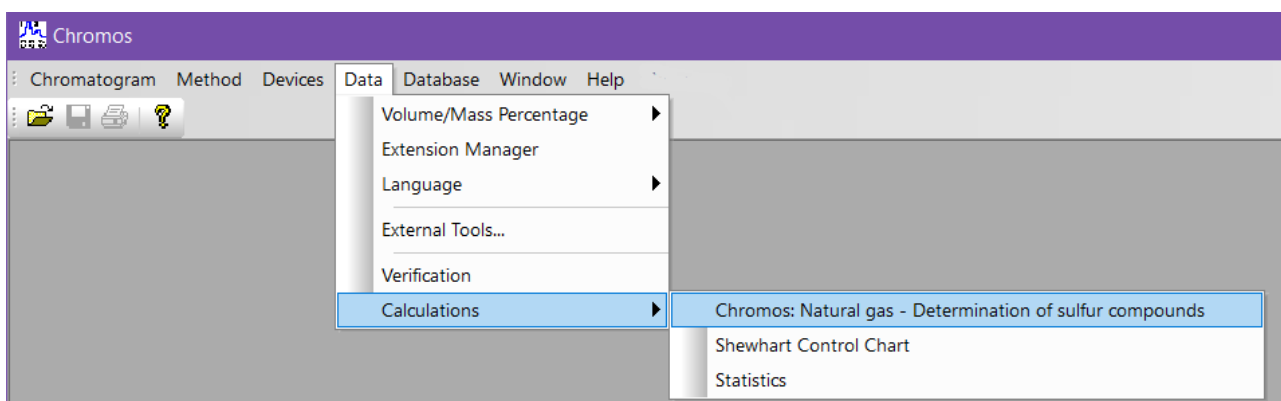 Chromos
Chromatogram Method Devices Data Database Window Help
Volume/Mass Percentage
Extension Manager
Language
External Tools...
Verification
Calculations
Chromos: Natural gas - Determination of sulfur compounds
Shewhart Control Chart
Statistics